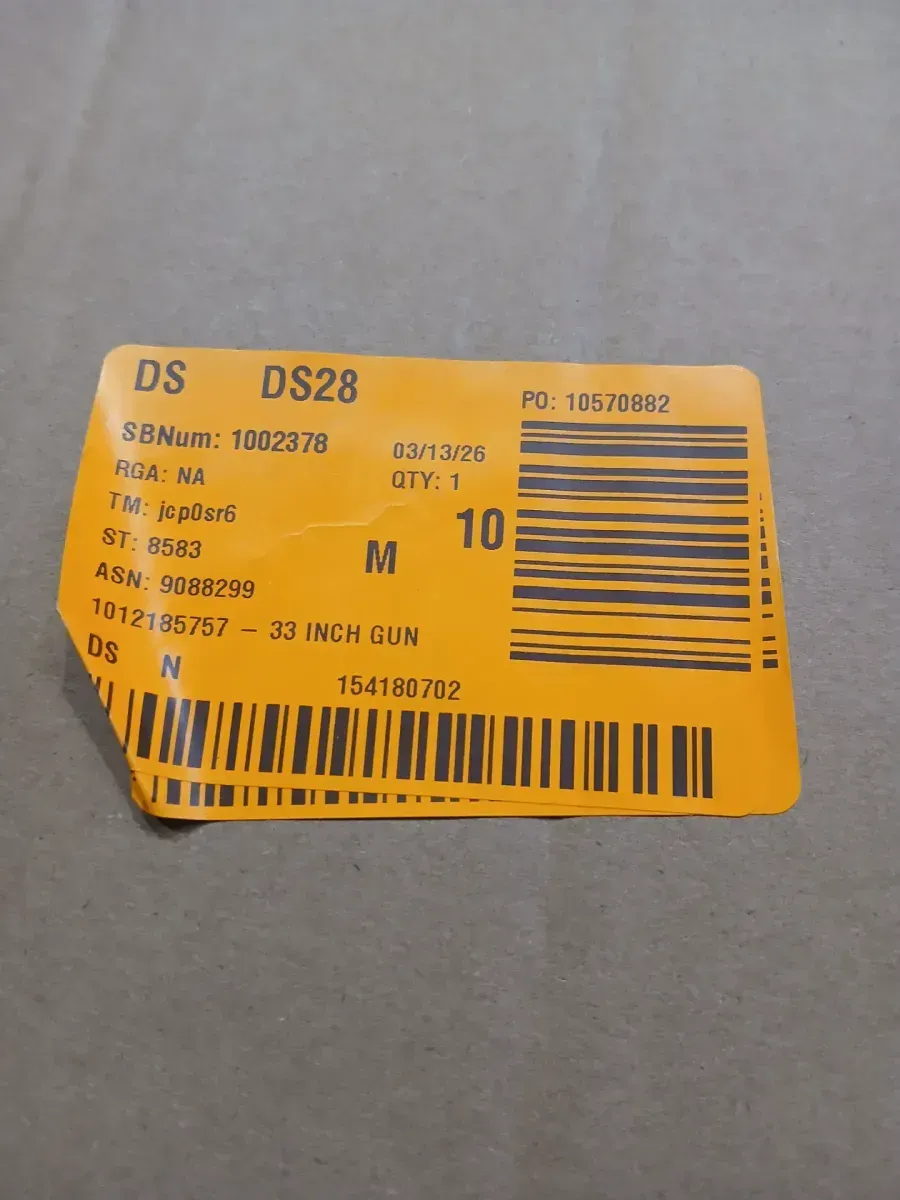 DS DS28
PO: 10570882
SBNum: 1002378
03/13/26
RGA: NA
QTY: 1
TM: jcp0sr6
10
ST: 8583
M
ASN: 9088299
1012185757 – 33 INCH GUN
DS N
154180702